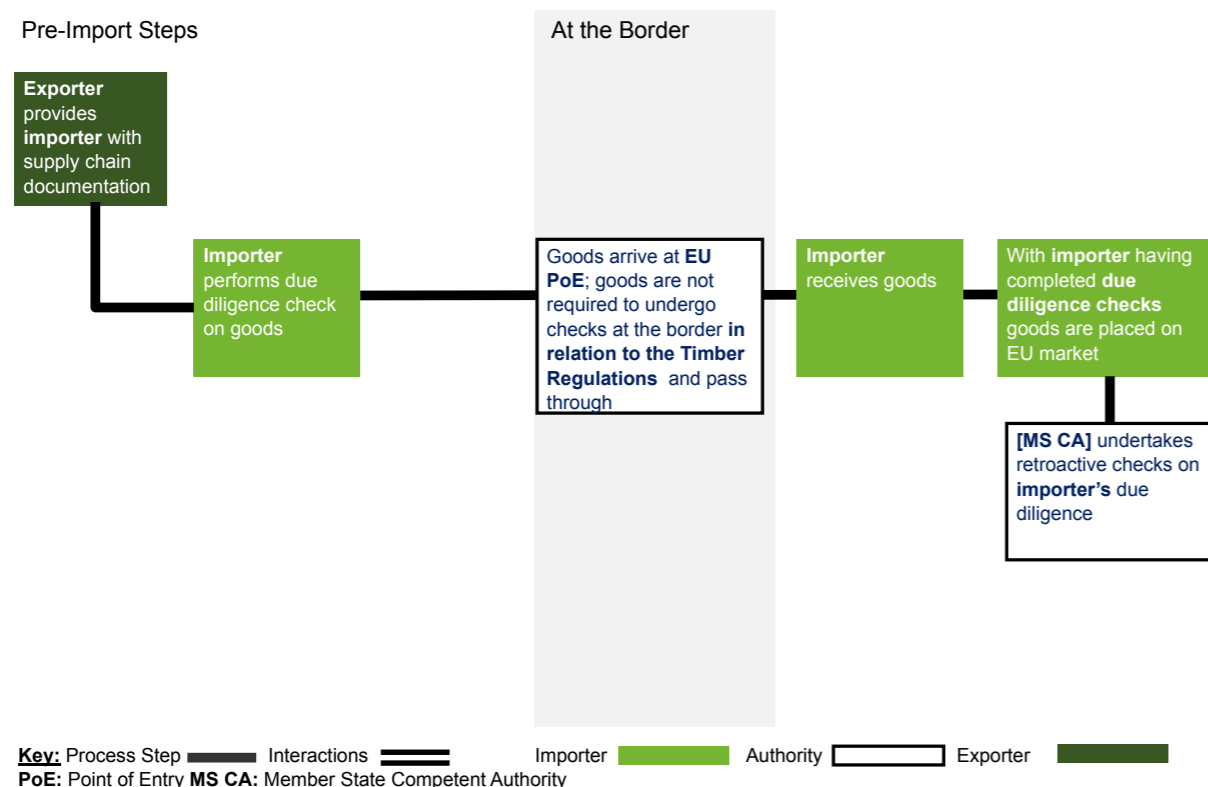 Pre-Import Steps
At the Border
Exporter
provides
importer with
supply chain
documentation
Importer
performs due
diligence check
on goods
Goods arrive at EU
PoE; goods are not
required to undergo
checks at the border in
relation to the Timber
Regulations and pass
through
Importer
receives goods
With importer having
completed due
diligence checks
goods are placed on
EU market
[MS CA] undertakes
retroactive checks on
importer’s due
diligence
Key: Process Step Interactions Importer Authority Exporter
PoE: Point of Entry MS CA: Member State Competent Authority